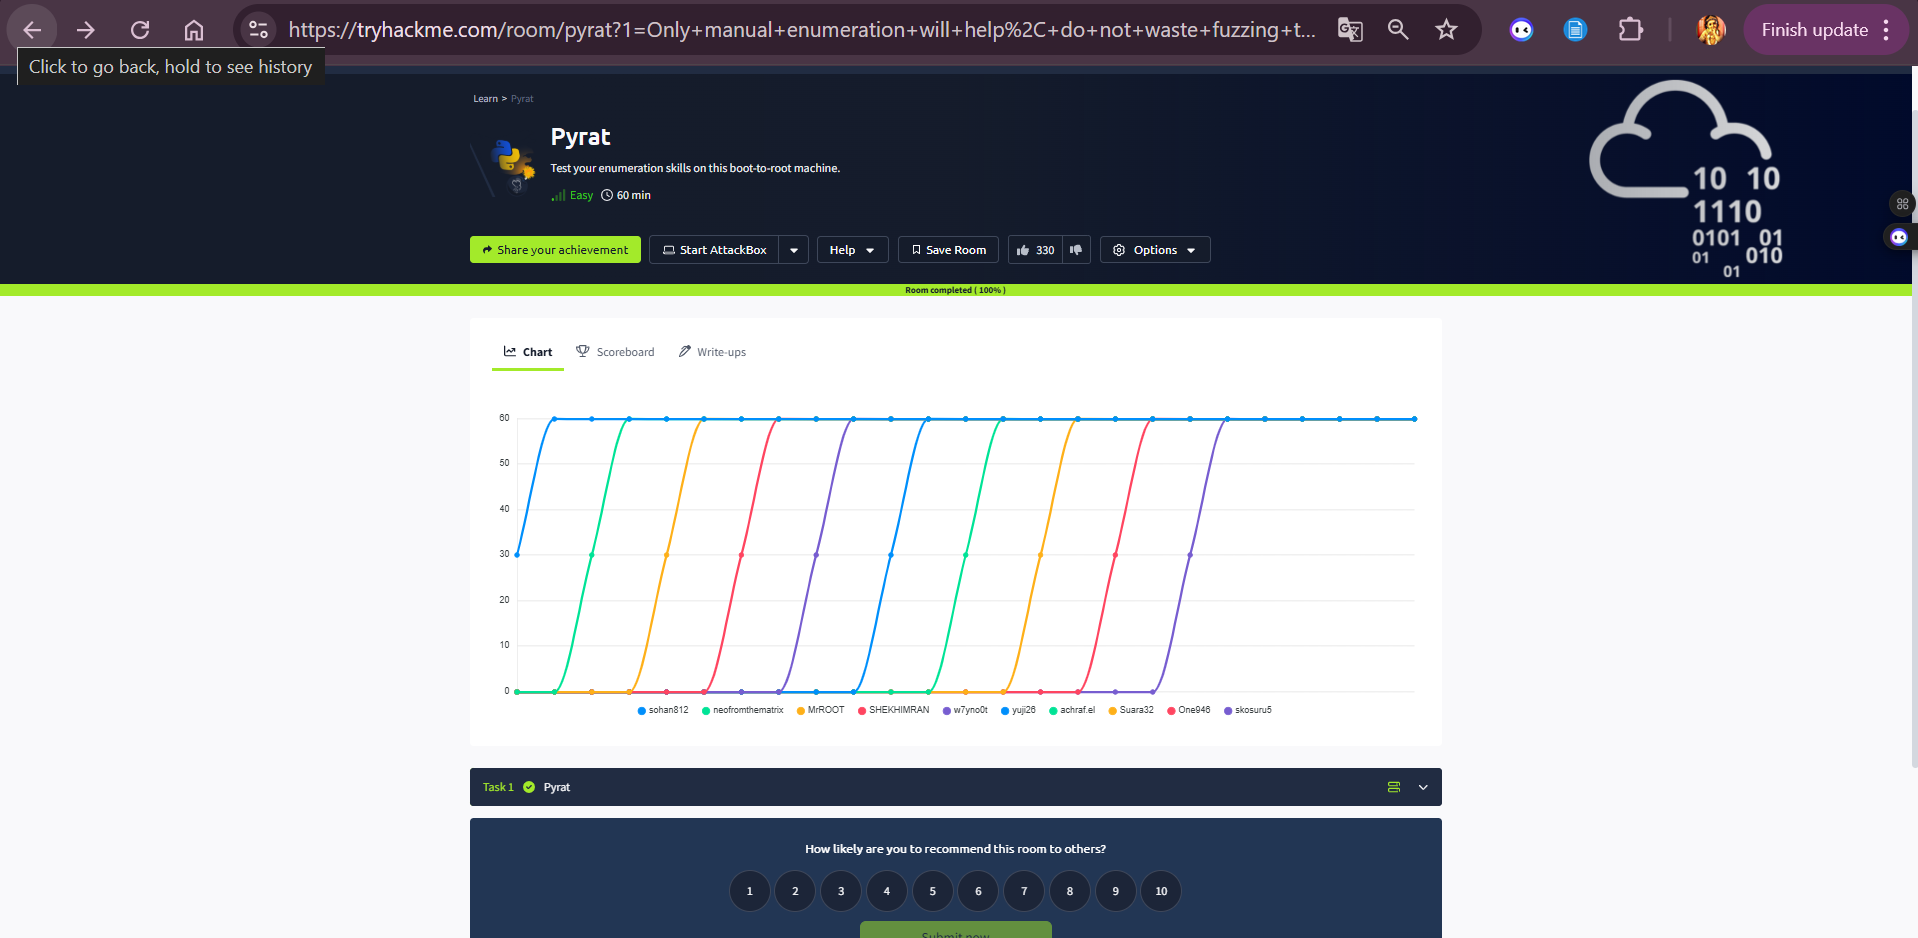 https://tryhackme.com/room/pyrat?1=Only+manual+enumeration+will+help%2C+do+not+waste+fuzzing+t...
Finish update
Click to go back, hold to see history
Learn > Pyrat
Pyrat
Test your enumeration skills on this boot-to-root machine.
Easy 60 min
10 10
1110
0101 01
01 010
01
Share your achievement
Start AttackBox
Help
Save Room
330
Options
Room completed ( 100% )
Chart
Scoreboard
Write-ups
60
50
40
30
20
10
0
sohan812 neofromthematrix MrROOT SHEKHIMRAN w7yno0t yuji26 achraf.el Suara32 One946 skosuru5
Task 1 Pyrat
How likely are you to recommend this room to others?
1 2 3 4 5 6 7 8 9 10
Submit now